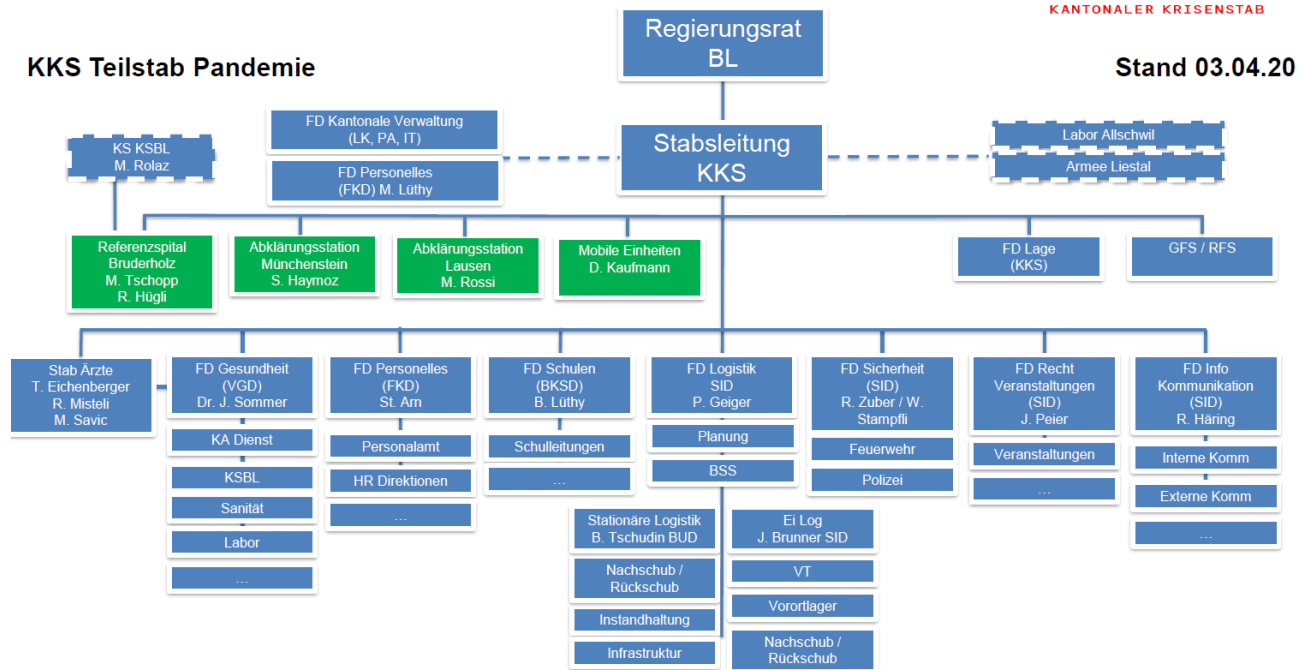 KANTONALER KRISENSTAB
Regierungsrat
BL
KKS Teilstab Pandemie
Stand 03.04.20
FD Kantonale Verwaltung
(LK, PA, IT)
KS KSBL
M. Rolaz
Stabsleitung
KKS
Labor Allschwil
Armee Liestal
FD Personelles
(FKD) M. Lüthy
Referenzspital
Bruderholz
M. Tschopp
R. Hügli
Abklärungsstation
Münchenstein
S. Haymoz
Abklärungsstation
Lausen
M. Rossi
Mobile Einheiten
D. Kaufmann
FD Lage
(KKS)
GFS / RFS
Stab Ärzte
T. Eichenberger
R. Misteli
M. Savic
FD Gesundheit
(VGD)
Dr. J. Sommer
KA Dienst
KSBL
Sanität
Labor
...
FD Personelles
(FKD)
St. Arn
Personalamt
HR Direktionen
...
FD Schulen
(BKSD)
B. Lüthy
Schulleitungen
...
FD Logistik
SID
P. Geiger
Planung
BSS
Stationäre Logistik
B. Tschudin BUD
Nachschub /
Rückschub
Instandhaltung
Infrastruktur
Ei Log
J. Brunner SID
VT
Vorortlager
Nachschub /
Rückschub
FD Sicherheit
(SID)
R. Zuber / W.
Stampfli
Feuerwehr
Polizei
FD Recht
Veranstaltungen
(SID)
J. Peier
Veranstaltungen
...
FD Info
Kommunikation
(SID)
R. Häring
Interne Komm
Externe Komm
...